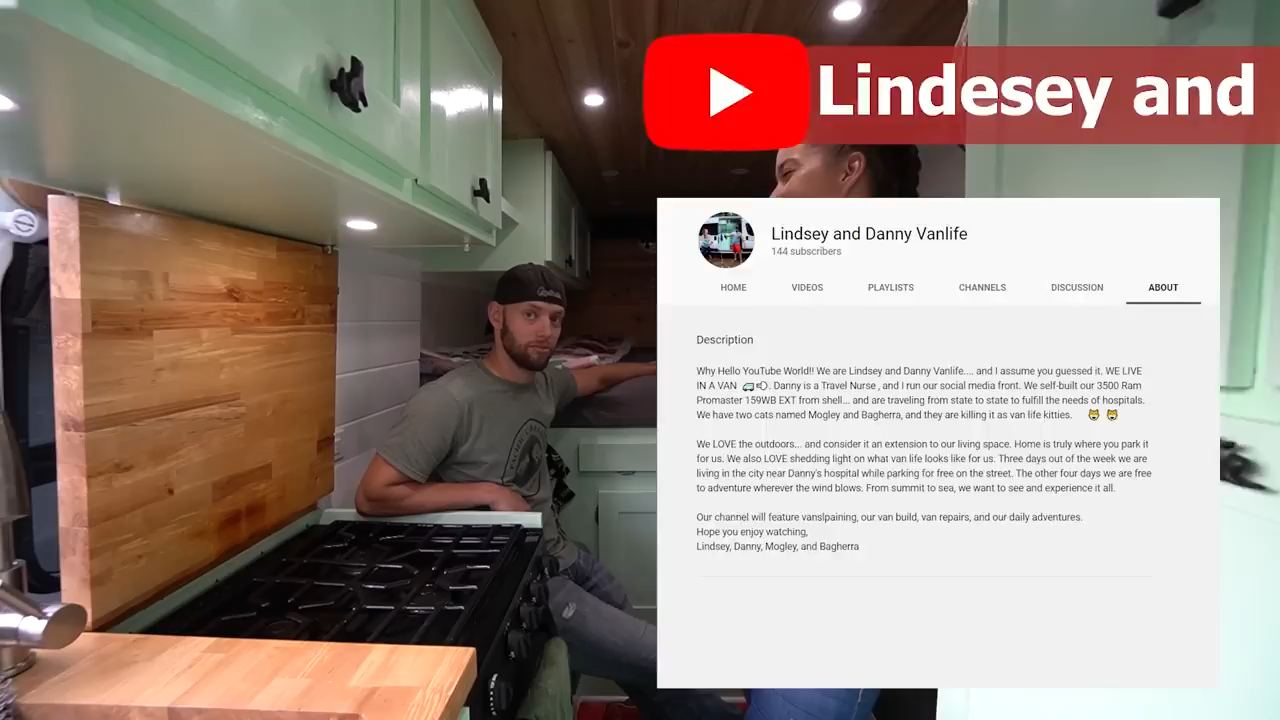 Lindesey and
Lindsey and Danny Vanlife
144 subscribers
HOME VIDEOS PLAYLISTS CHANNELS DISCUSSION ABOUT
Description
Why Hello YouTube World!! We are Lindsey and Danny Vanlife.... and I assume you guessed it. WE LIVE
IN A VAN 🚐💨. Danny is a Travel Nurse , and I run our social media front. We self-built our 3500 Ram
Promaster 159WB EXT from shell... and are traveling from state to state to fulfill the needs of hospitals.
We have two cats named Mogley and Bagherra, and they are killing it as van life kitties. 🐱 🐱
We LOVE the outdoors... and consider it an extension to our living space. Home is truly where you park it
for us. We also LOVE shedding light on what van life looks like for us. Three days out of the week we are
living in the city near Danny's hospital while parking for free on the street. The other four days we are free
to adventure wherever the wind blows. From summit to sea, we want to see and experience it all.
Our channel will feature vanslpaining, our van build, van repairs, and our daily adventures.
Hope you enjoy watching,
Lindsey, Danny, Mogley, and Bagherra